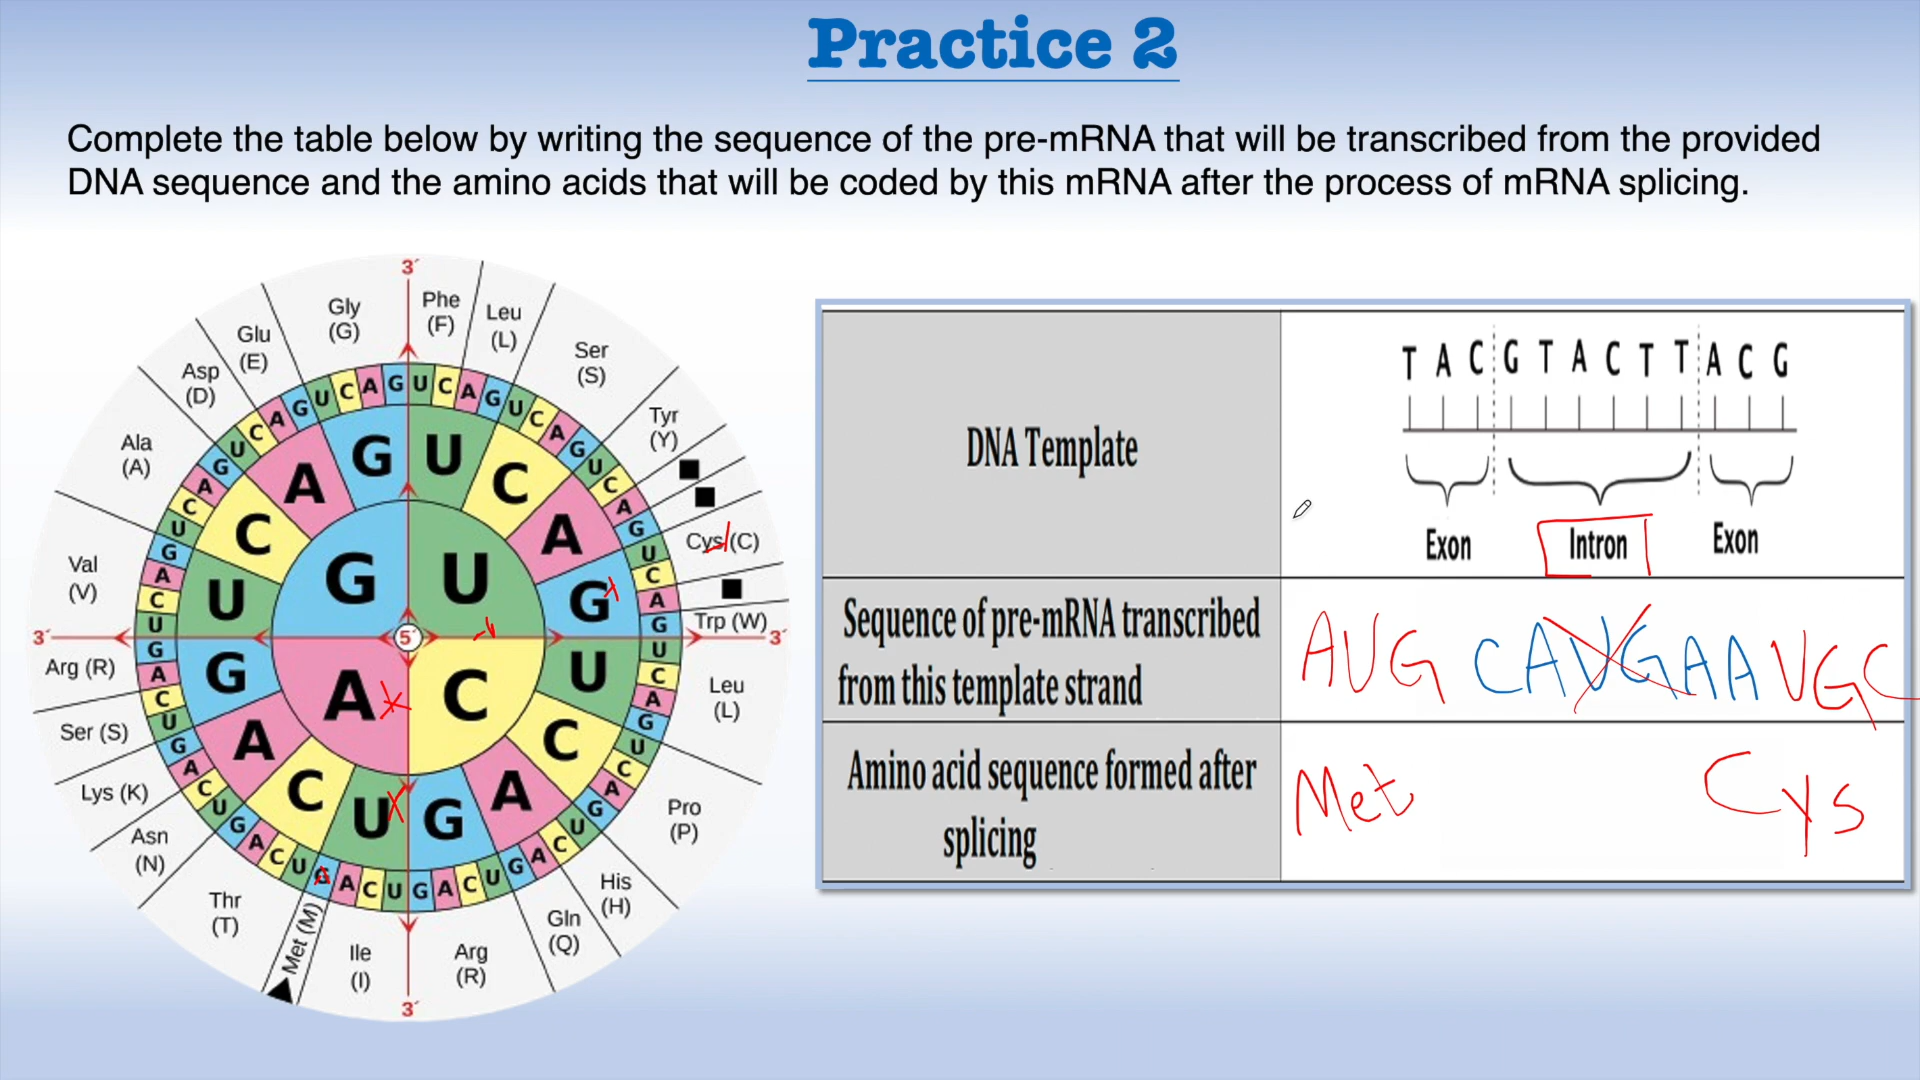 Practice 2
Complete the table below by writing the sequence of the pre-mRNA that will be transcribed from the provided
DNA sequence and the amino acids that will be coded by this mRNA after the process of mRNA splicing.
3´
Gly
(G)
Phe
(F)
Leu
(L)
Glu
(E)
Ser
(S)
Asp
(D)
Tyr
(Y)
Ala
(A)
Cys (C)
Val
(V)
Trp (W)
3´
5´
3´
Arg (R)
Leu
(L)
Ser (S)
Lys (K)
Pro
(P)
Asn
(N)
His
(H)
Thr
(T)
Gln
(Q)
Met (M)
Ile
(I)
Arg
(R)
3´
G U
A C
A G U C
C A
U G
G U
A C
C U G A
U C A G U C A G U C A G U C A G
U C A G U C A G U C A G U C A G
G A C U G A C U G A C U G A C U
G A C U G A C U G A C U G A C U
DNA Template
T A C G T A C T T A C G
Exon Intron Exon
Sequence of pre-mRNA transcribed
from this template strand
AUG CAUGAA UGC
Amino acid sequence formed after
splicing
Met Cys